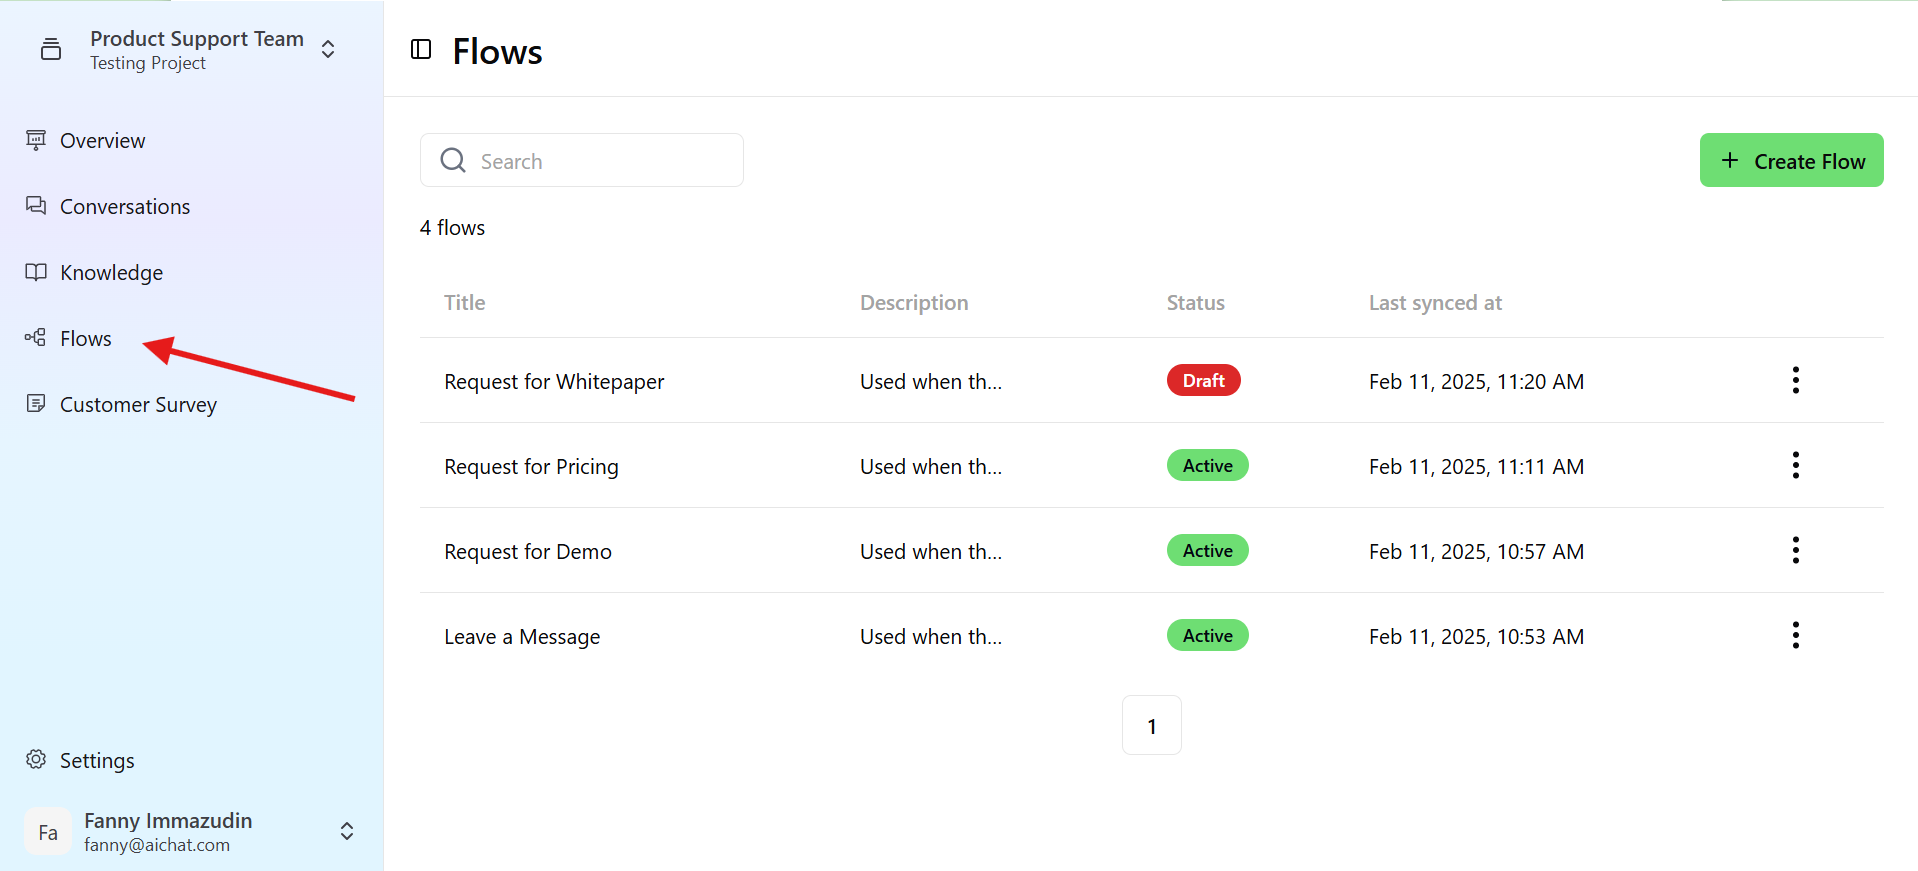 Product Support Team
Testing Project
Overview
Conversations
Knowledge
Flows
Customer Survey
Settings
Fa
Fanny Immazudin
fanny@aichat.com
Flows
Search
+ Create Flow
4 flows
Title Description Status Last synced at
Request for Whitepaper Used when th... Draft Feb 11, 2025, 11:20 AM
Request for Pricing Used when th... Active Feb 11, 2025, 11:11 AM
Request for Demo Used when th... Active Feb 11, 2025, 10:57 AM
Leave a Message Used when th... Active Feb 11, 2025, 10:53 AM
1